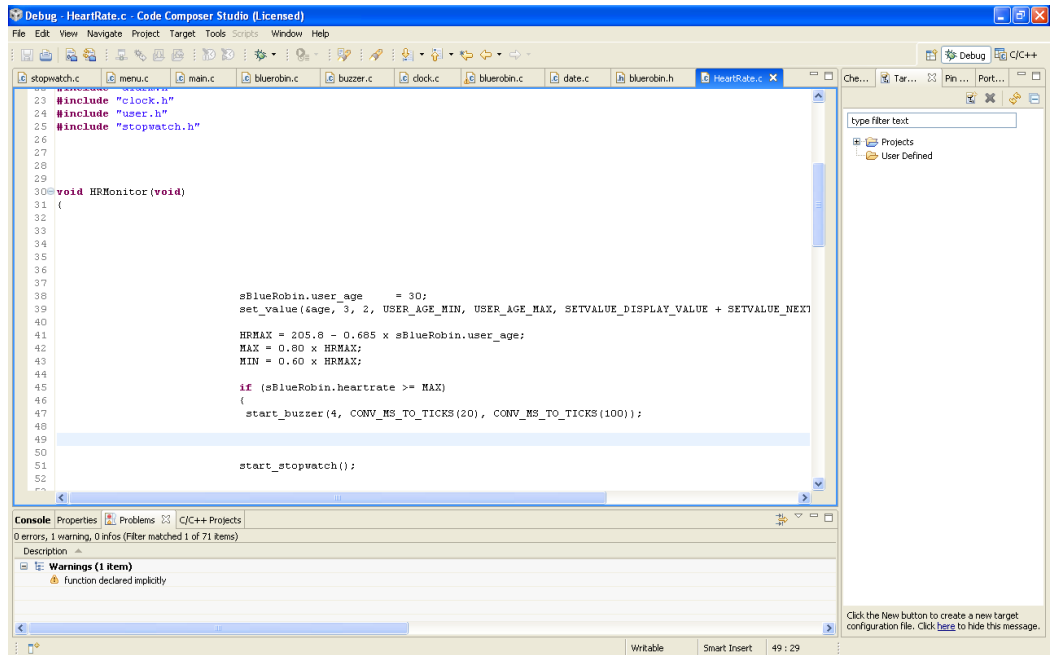 Debug - HeartRate.c - Code Composer Studio (Licensed)
File Edit View Navigate Project Target Tools Scripts Window Help
Debug C/C++
stopwatch.c menu.c main.c bluerobin.c buzzer.c clock.c bluerobin.c date.c bluerobin.h HeartRate.c
Che... Tar... Pin ... Port...
type filter text
Projects
User Defined
23 #include "clock.h"
24 #include "user.h"
25 #include "stopwatch.h"
26
27
28
29
30 void HRMonitor(void)
31 {
32
33
34
35
36
37
38 sBlueRobin.user_age = 30;
39 set_value(&age, 3, 2, USER_AGE_MIN, USER_AGE_MAX, SETVALUE_DISPLAY_VALUE + SETVALUE_NEXT
40
41 HRMAX = 205.8 - 0.685 x sBlueRobin.user_age;
42 MAX = 0.80 x HRMAX;
43 MIN = 0.60 x HRMAX;
44
45 if (sBlueRobin.heartrate >= MAX)
46 {
47 start_buzzer(4, CONV_MS_TO_TICKS(20), CONV_MS_TO_TICKS(100));
48
49
50
51 start_stopwatch();
52
Console Properties Problems C/C++ Projects
0 errors, 1 warning, 0 infos (Filter matched 1 of 71 items)
Description
Warnings (1 item)
function declared implicitly
Click the New button to create a new target
configuration file. Click here to hide this message.
Writable Smart Insert 49 : 29